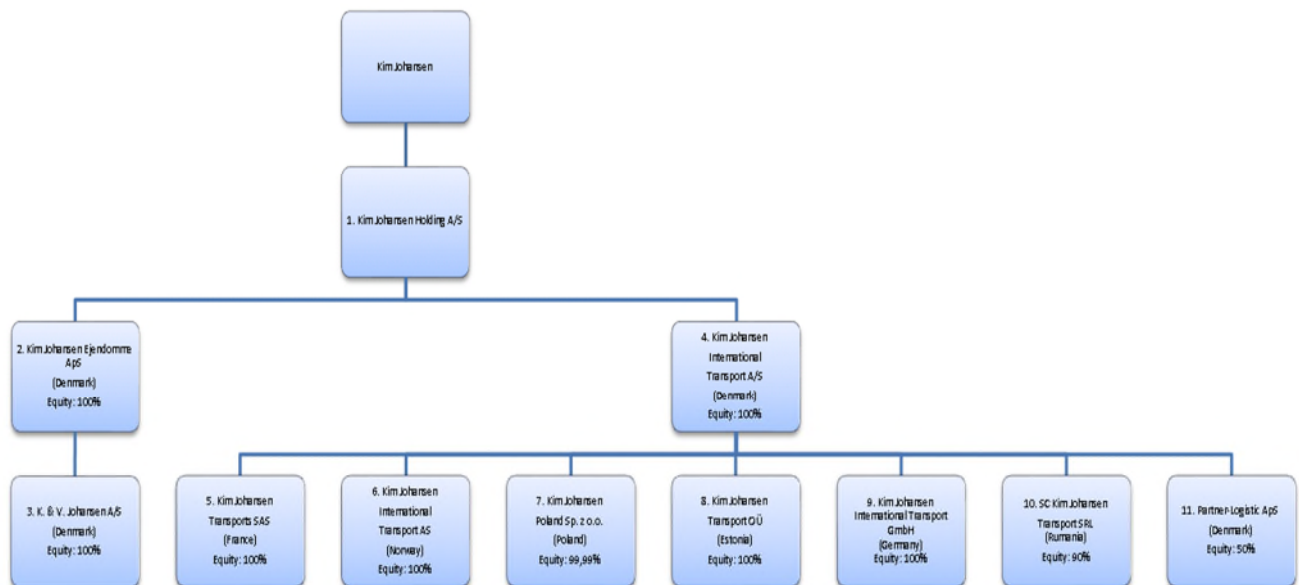 Kim Johansen
1. Kim Johansen Holding A/S
2. Kim Johansen Ejendomme
ApS
(Denmark)
Equity: 100%
4. Kim Johansen
International
Transport A/S
(Denmark)
Equity: 100%
3. K. & V. Johansen A/S
(Denmark)
Equity: 100%
5. Kim Johansen
Transports SAS
(France)
Equity: 100%
6. Kim Johansen
International
Transport AS
(Norway)
Equity: 100%
7. Kim Johansen
Poland Sp. z o.o.
(Poland)
Equity: 99,99%
8. Kim Johansen
Transport OÜ
(Estonia)
Equity: 100%
9. Kim Johansen
International Transport
GmbH
(Germany)
Equity: 100%
10. SC Kim Johansen
Transport SRL
(Rumania)
Equity: 90%
11. Partner-Logistic ApS
(Denmark)
Equity: 50%